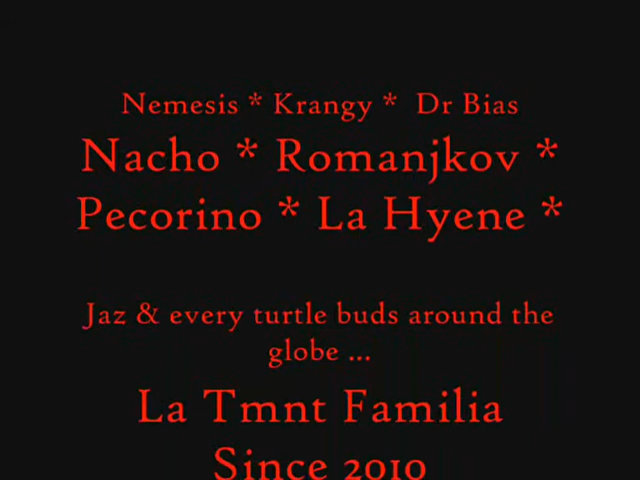 Nemesis * Krangy * Dr Bias
Nacho * Romanjkov *
Pecorino * La Hyene *
Jaz & every turtle buds around the
globe ...
La Tmnt Familia
Since 2010